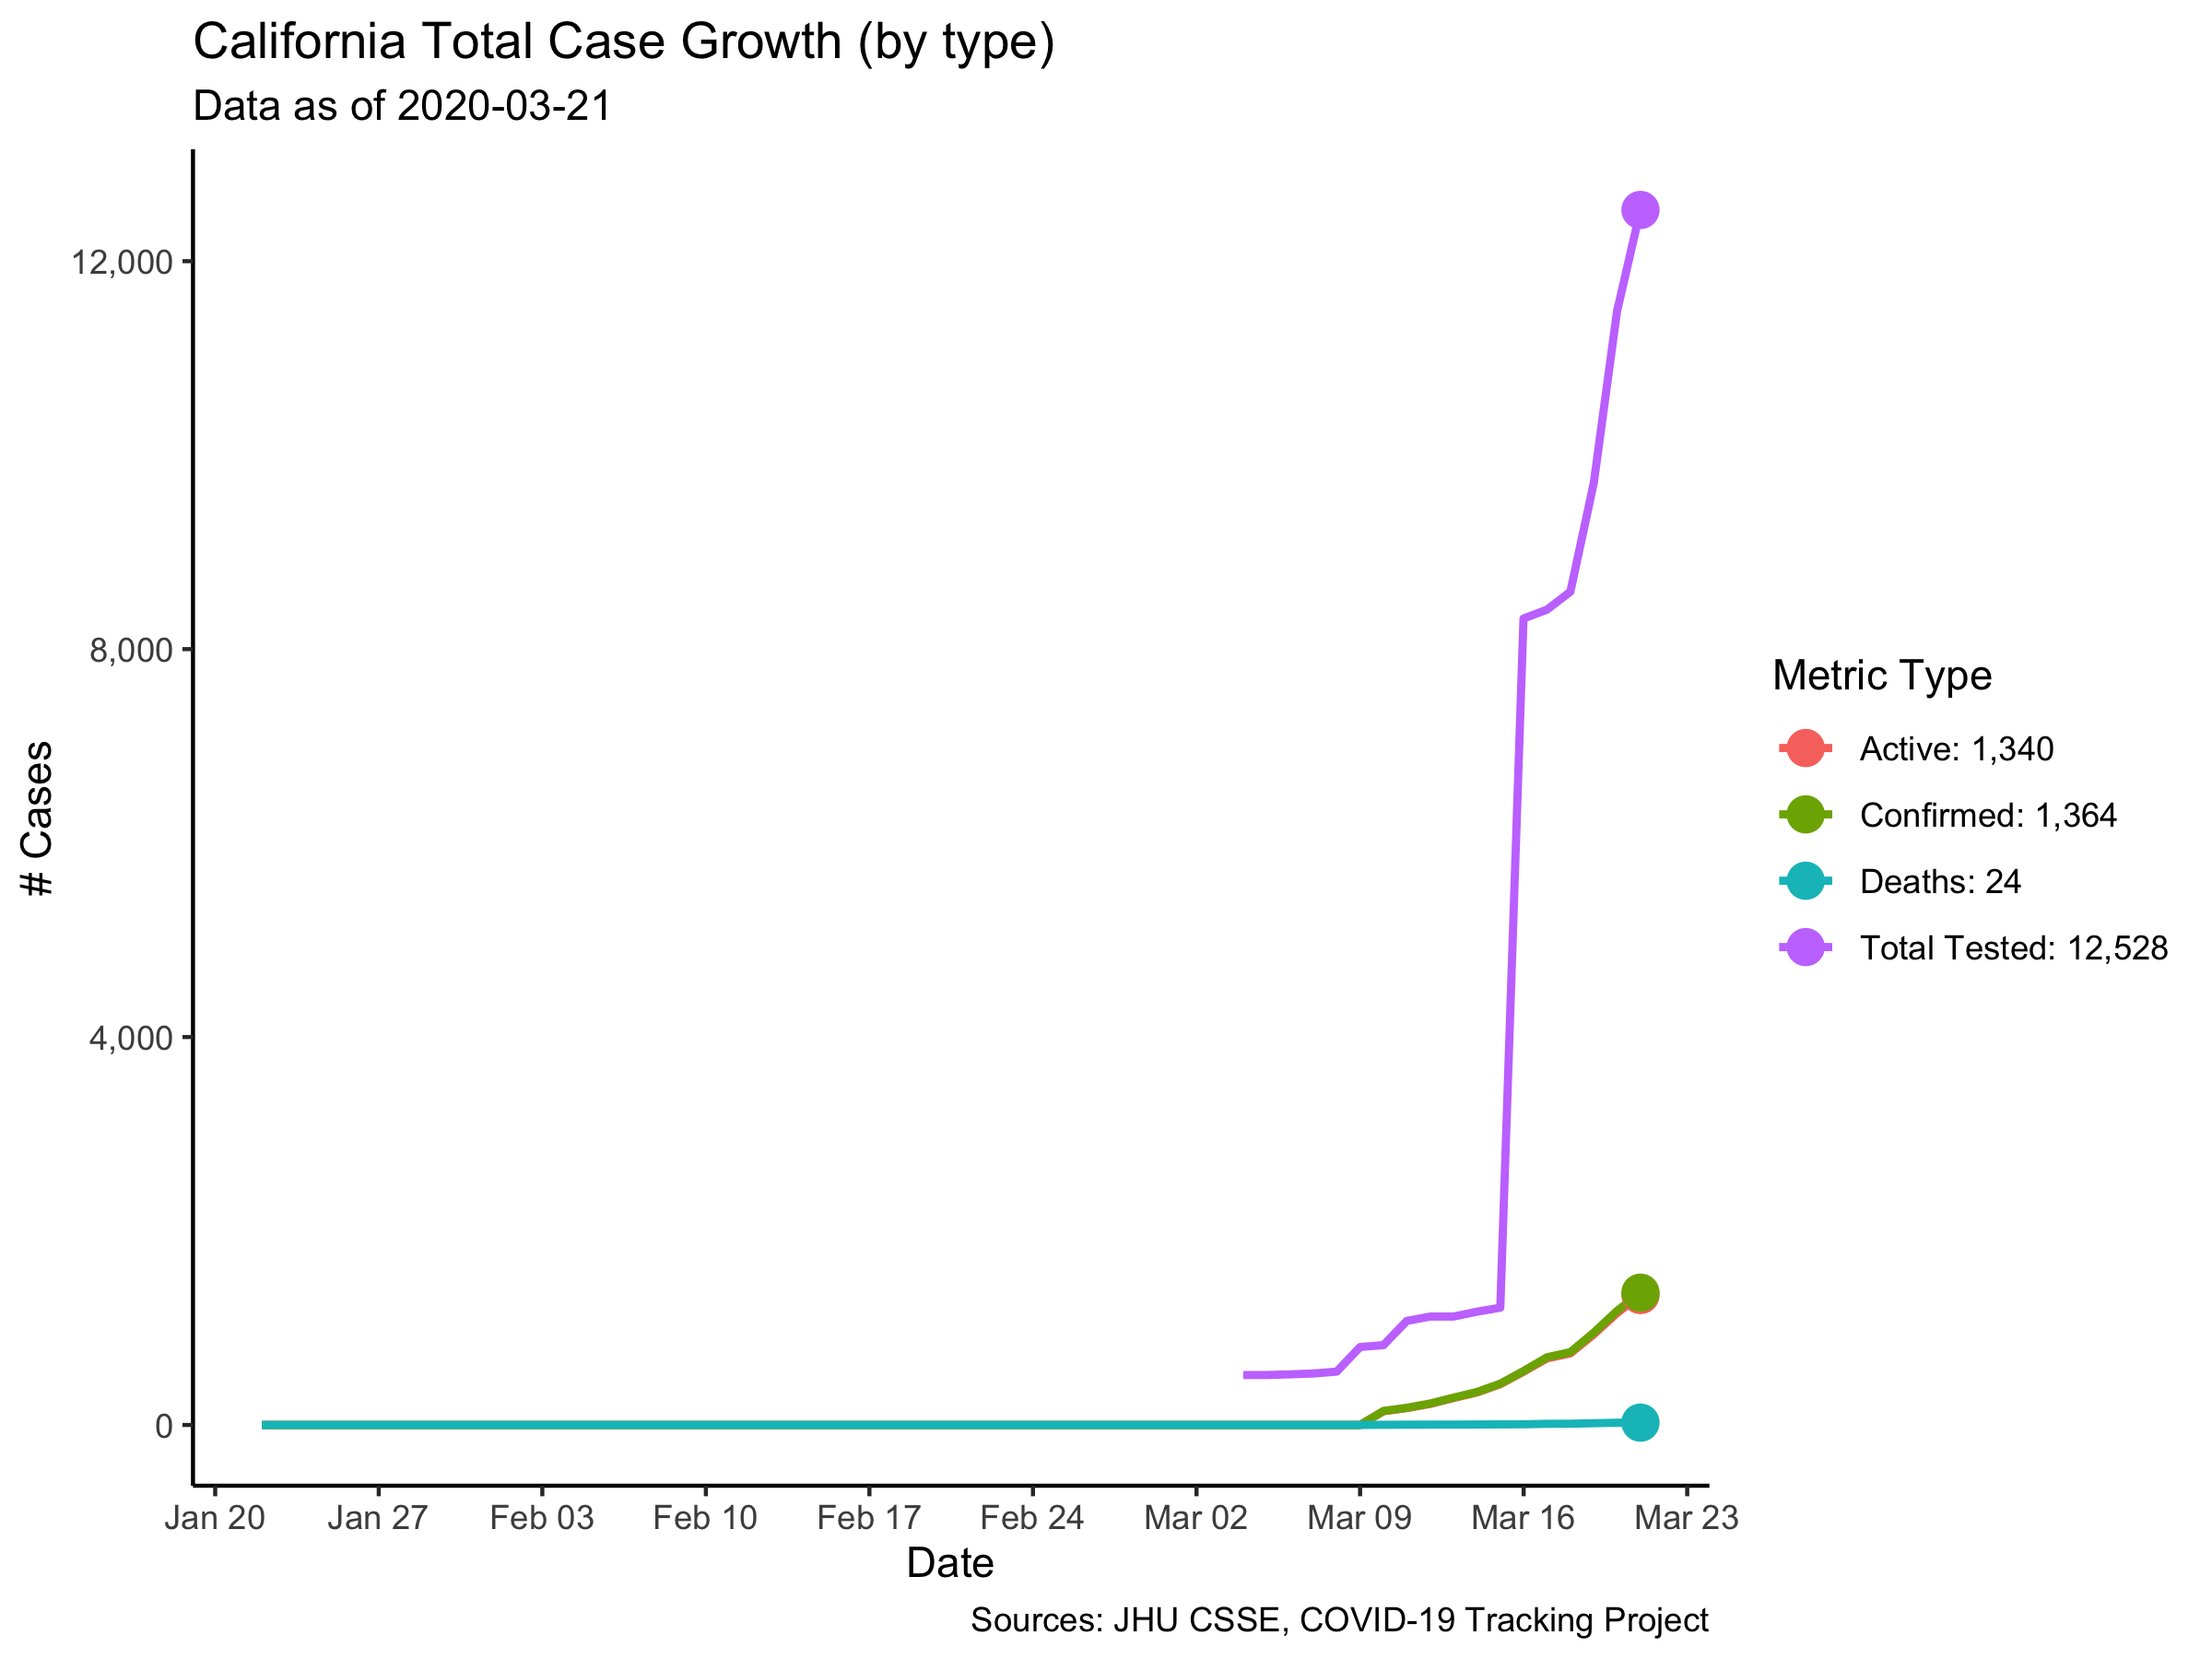 California Total Case Growth (by type)
Data as of 2020-03-21
# Cases
12,000
8,000
4,000
0
Jan 20 Jan 27 Feb 03 Feb 10 Feb 17 Feb 24 Mar 02 Mar 09 Mar 16 Mar 23
Date
Metric Type
Active: 1,340
Confirmed: 1,364
Deaths: 24
Total Tested: 12,528
Sources: JHU CSSE, COVID-19 Tracking Project